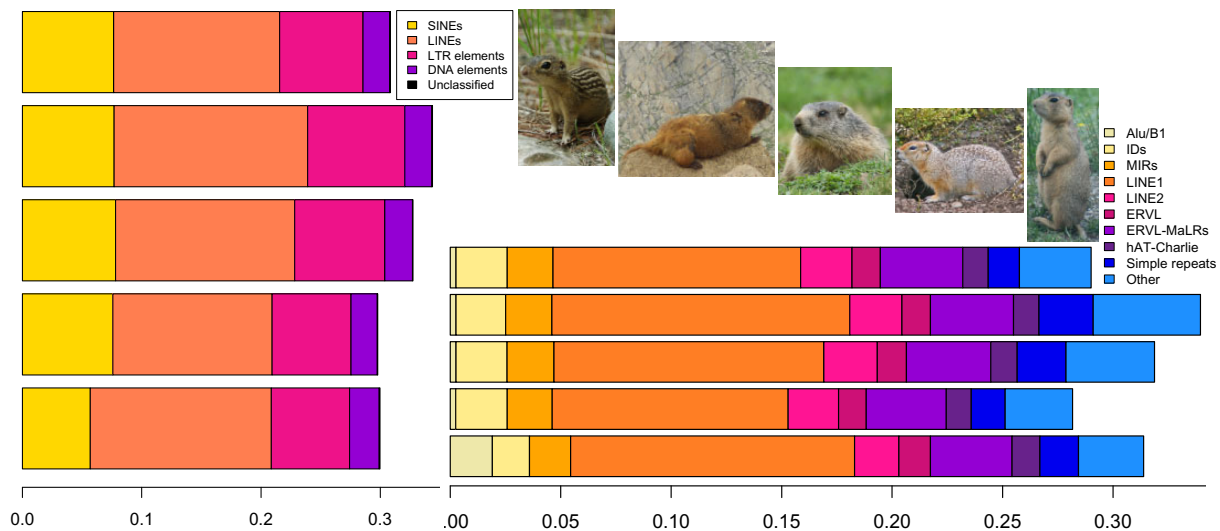 SINEs
LINEs
LTR elements
DNA elements
Unclassified
Alu/B1
IDs
MIRs
LINE1
LINE2
ERVL
ERVL-MaLRs
hAT-Charlie
Simple repeats
Other
0.0 0.1 0.2 0.3
.00 0.05 0.10 0.15 0.20 0.25 0.30